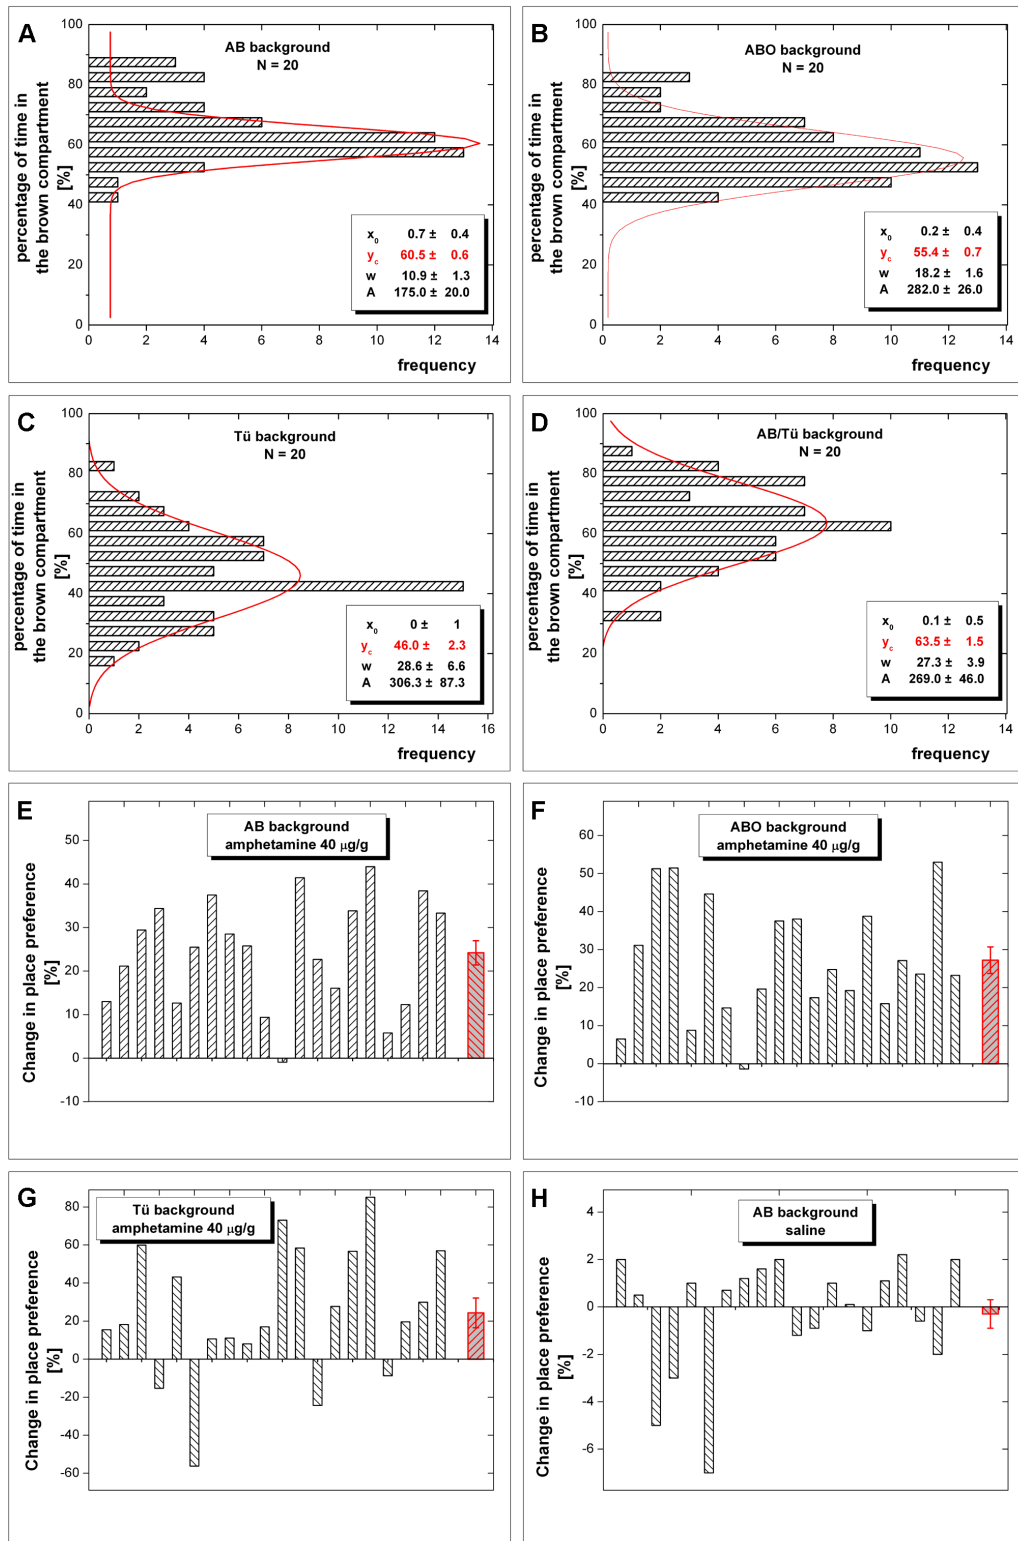 A
AB background
N = 20
percentage of time in
the brown compartment
[%]
100
80
60
40
20
0
x0 0.7 ± 0.4
yc 60.5 ± 0.6
w 10.9 ± 1.3
A 175.0 ± 20.0
0 2 4 6 8 10 12 14
frequency
B
ABO background
N = 20
percentage of time in
the brown compartment
[%]
100
80
60
40
20
0
x0 0.2 ± 0.4
yc 55.4 ± 0.7
w 18.2 ± 1.6
A 282.0 ± 26.0
0 2 4 6 8 10 12 14
frequency
C
Tü background
N = 20
percentage of time in
the brown compartment
[%]
100
80
60
40
20
0
x0 0 ± 1
yc 46.0 ± 2.3
w 28.6 ± 6.6
A 306.3 ± 87.3
0 2 4 6 8 10 12 14 16
frequency
D
AB/Tü background
N = 20
percentage of time in
the brown compartment
[%]
100
80
60
40
20
0
x0 0.1 ± 0.5
yc 63.5 ± 1.5
w 27.3 ± 3.9
A 269.0 ± 46.0
0 2 4 6 8 10 12 14
frequency
E
AB background
amphetamine 40 µg/g
Change in place preference
[%]
50
40
30
20
10
0
-10
F
ABO background
amphetamine 40 µg/g
Change in place preference
[%]
60
50
40
30
20
10
0
-10
G
Tü background
amphetamine 40 µg/g
Change in place preference
[%]
80
60
40
20
0
-20
-40
-60
H
AB background
saline
Change in place preference
[%]
4
2
0
-2
-4
-6